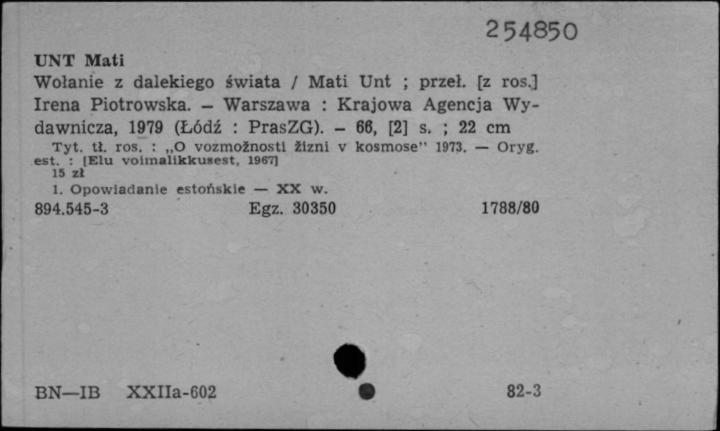 254850
UNT Mati
Wołanie z dalekiego świata / Mati Unt ; przeł. [z ros.]
Irena Piotrowska. — Warszawa : Krajowa Agencja Wy-
dawnicza, 1979 (Łódź : PrasZG). — 66, [2] s. ; 22 cm
Tyt. tł. ros. : „O vozmožnosti žizni v kosmose" 1973. — Oryg.
est. : [Elu voimalikkusest, 1967]
15 zł
1. Opowiadanie estońskie — XX w.
894.545-3 Egz. 30350 1788/80
BN—IB XXIIa-602 82-3